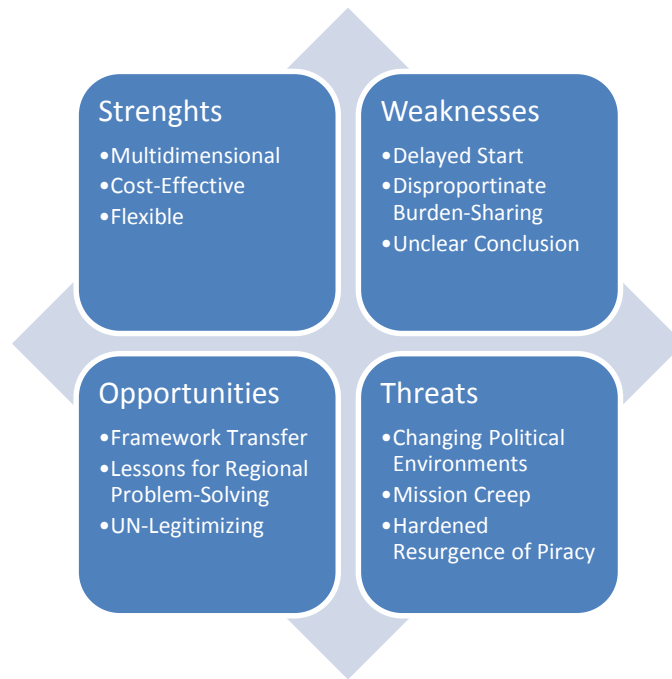 Strenghts
•Multidimensional
•Cost-Effective
•Flexible
Weaknesses
•Delayed Start
•Disproportinate
Burden-Sharing
•Unclear Conclusion
Opportunities
•Framework Transfer
•Lessons for Regional
Problem-Solving
•UN-Legitimizing
Threats
•Changing Political
Environments
•Mission Creep
•Hardened
Resurgence of Piracy